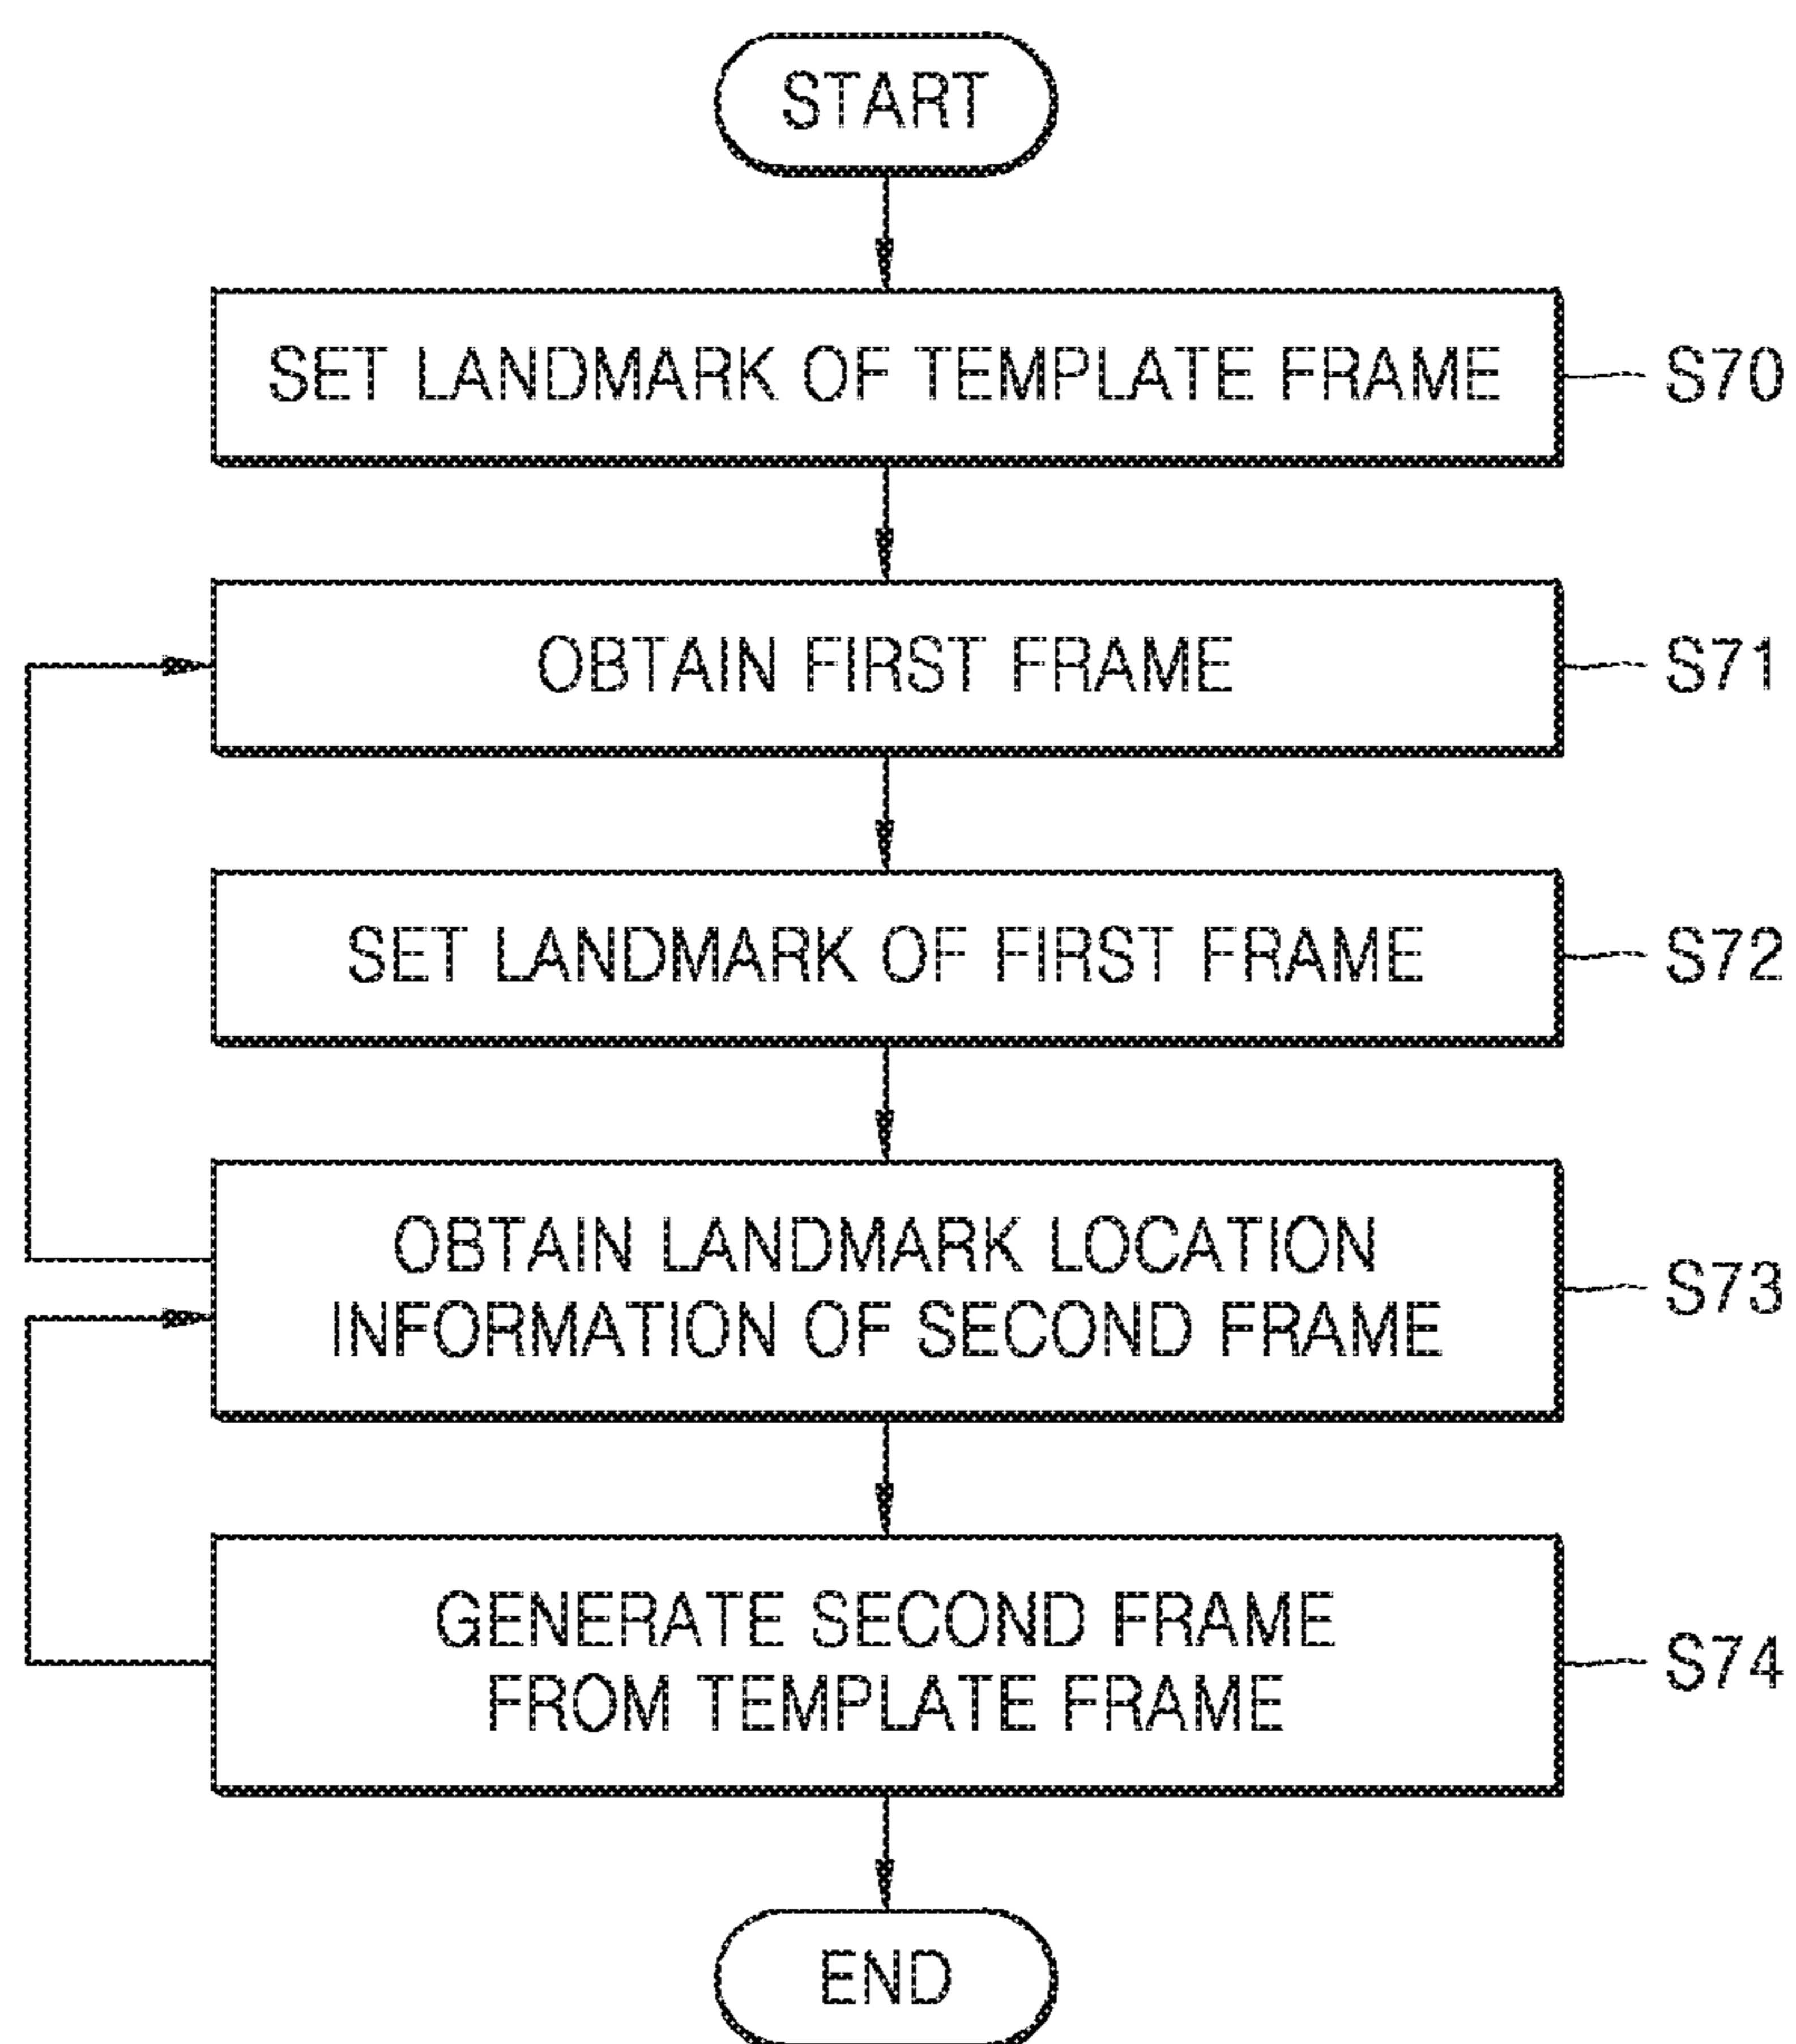 START
SET LANDMARK OF TEMPLATE FRAME
S70
OBTAIN FIRST FRAME
S71
SET LANDMARK OF FIRST FRAME
S72
OBTAIN LANDMARK LOCATION
INFORMATION OF SECOND FRAME
S73
GENERATE SECOND FRAME
FROM TEMPLATE FRAME
S74
END